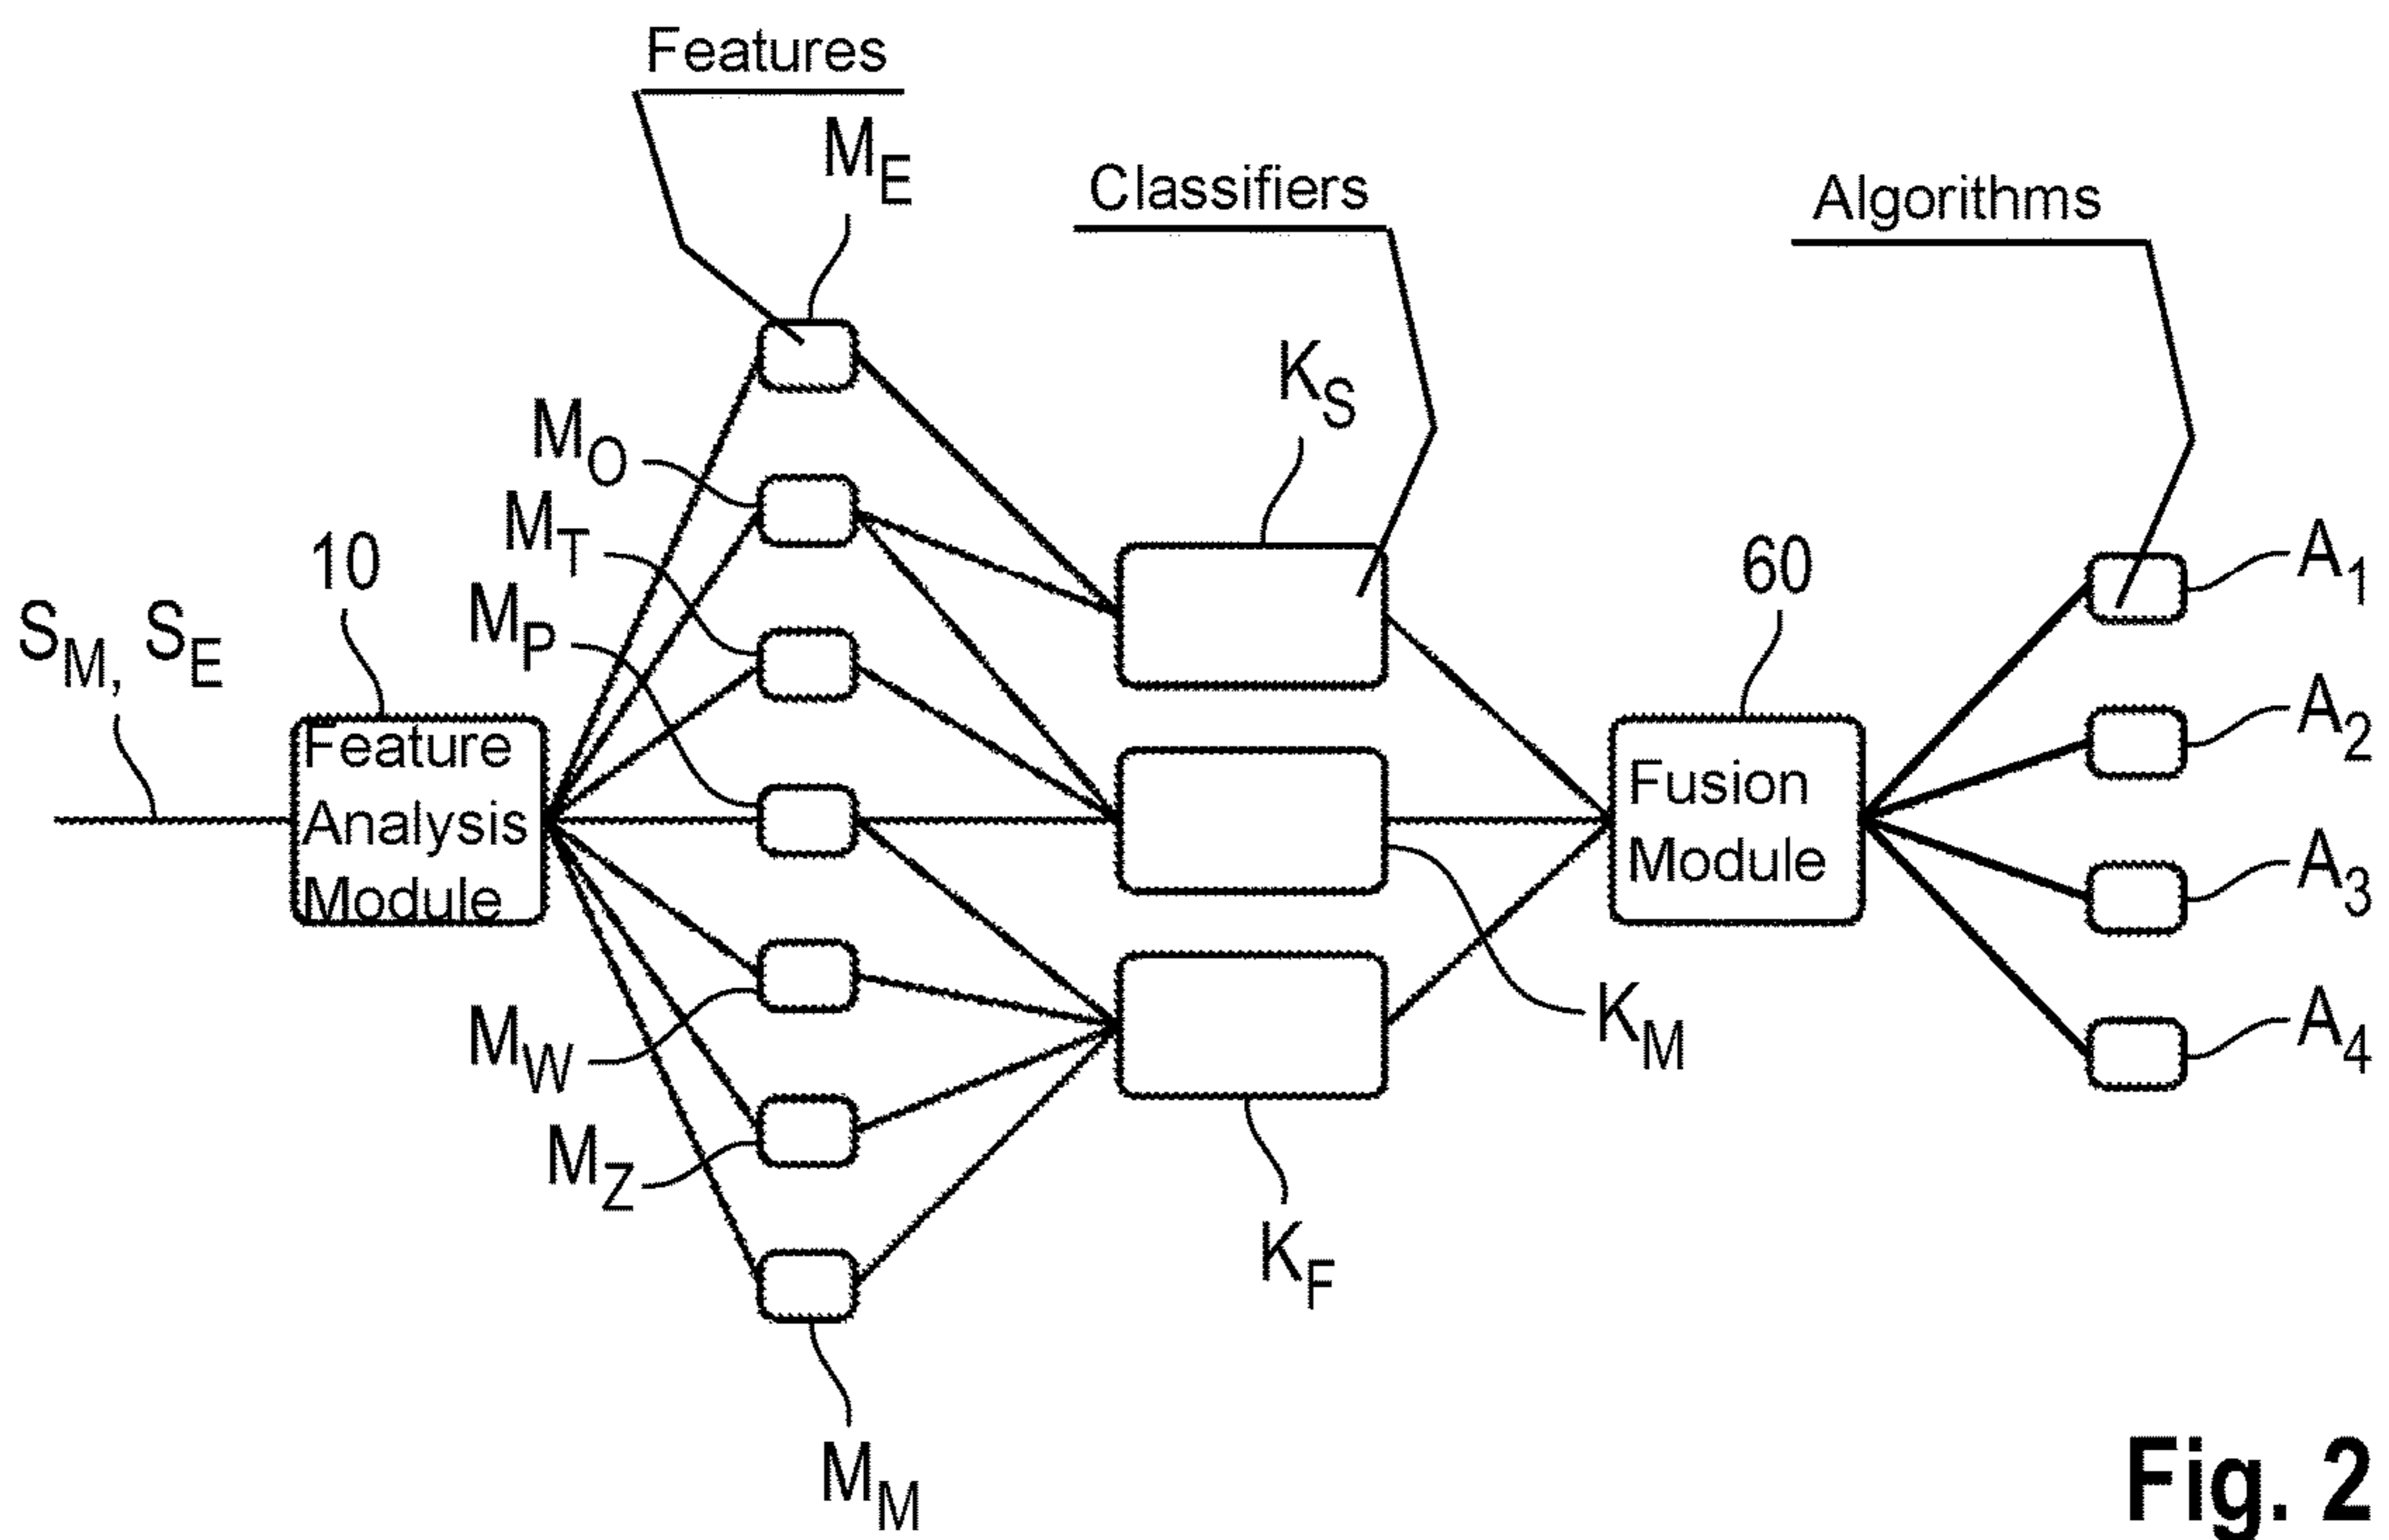 Features
M_E
Classifiers
Algorithms
K_S
M_O
M_T
10
60
A_1
M_P
S_M, S_E
A_2
Feature
Analysis
Module
Fusion
Module
A_3
M_W
K_M
A_4
M_Z
K_F
M_M
Fig. 2